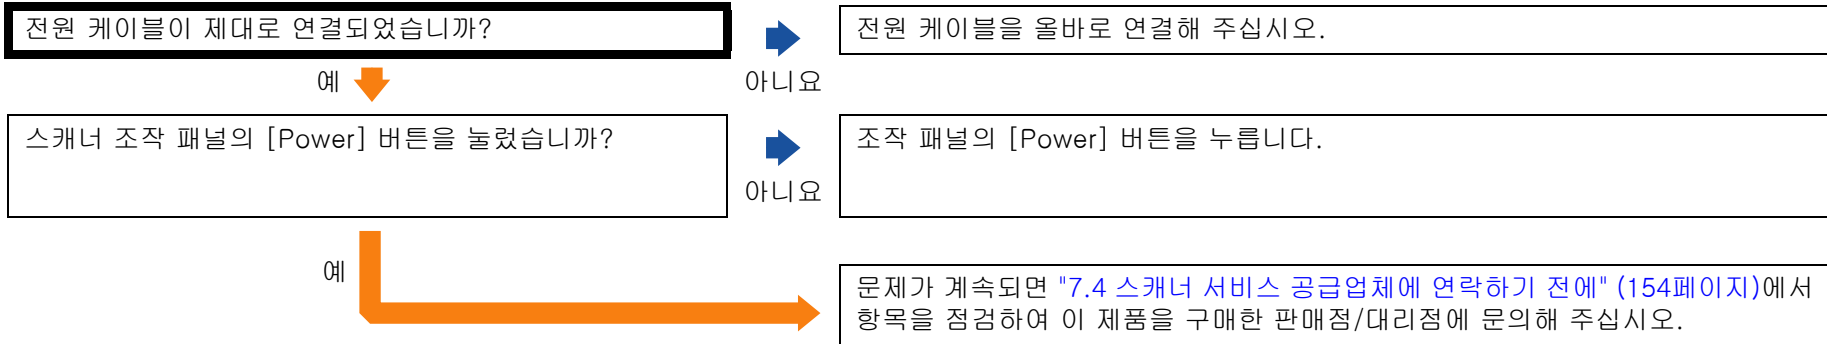 전원 케이블이 제대로 연결되었습니까?
전원 케이블을 올바로 연결해 주십시오.
예
아니요
스캐너 조작 패널의 [Power] 버튼을 눌렀습니까?
조작 패널의 [Power] 버튼을 누릅니다.
아니요
예
문제가 계속되면 "7.4 스캐너 서비스 공급업체에 연락하기 전에" (154페이지)에서
항목을 점검하여 이 제품을 구매한 판매점/대리점에 문의해 주십시오.